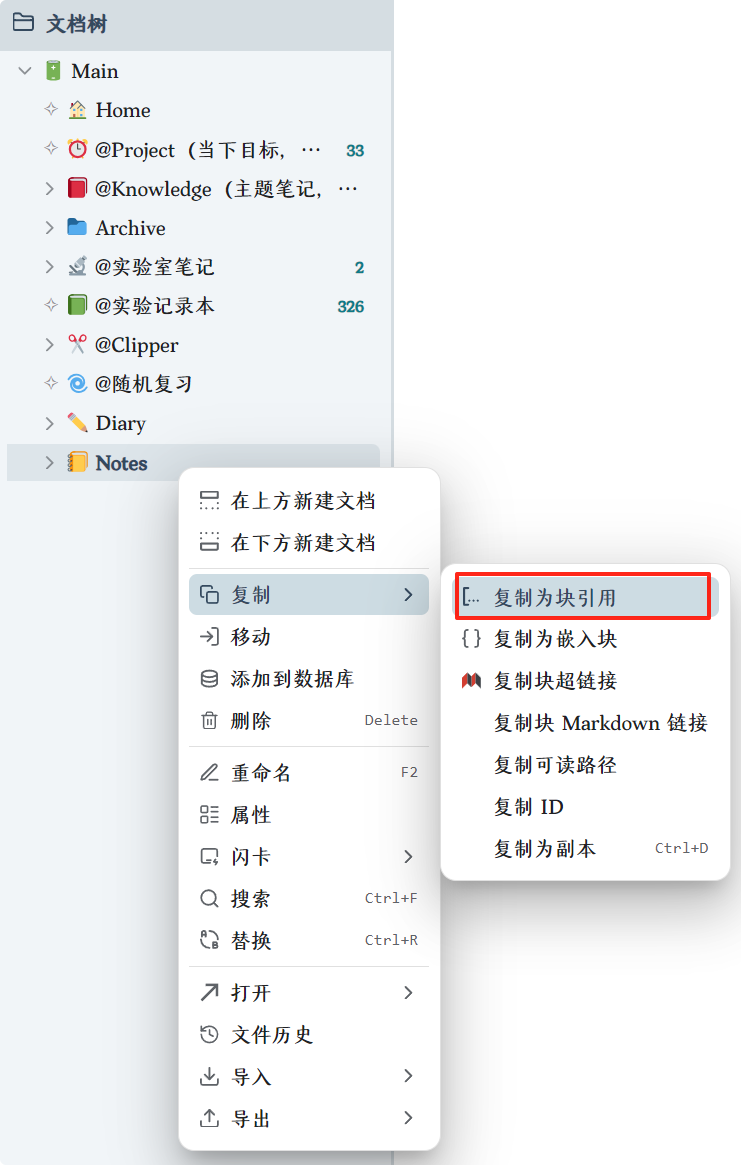 文档树
Main
Home
@Project（当下目标， ··· 33
@Knowledge（主题笔记， ···
Archive
@实验室笔记 2
@实验记录本 326
@Clipper
@随机复习
Diary
Notes
在上方新建文档
在下方新建文档
复制
移动
添加到数据库
删除 Delete
重命名 F2
属性
闪卡
搜索 Ctrl+F
替换 Ctrl+R
打开
文件历史
导入
导出
复制为块引用
复制为嵌入块
复制块超链接
复制块 Markdown 链接
复制可读路径
复制 ID
复制为副本 Ctrl+D